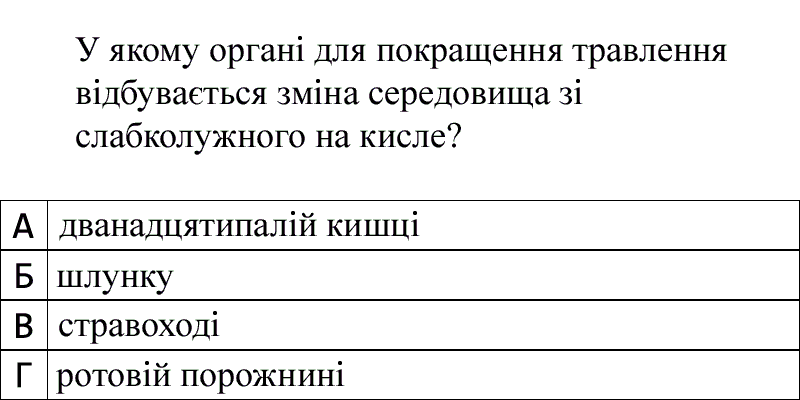 У якому органі для покращення травлення
відбувається зміна середовища зі
слабколужного на кисле?
А дванадцятипалій кишці
Б шлунку
В стравоході
Г ротовій порожнині